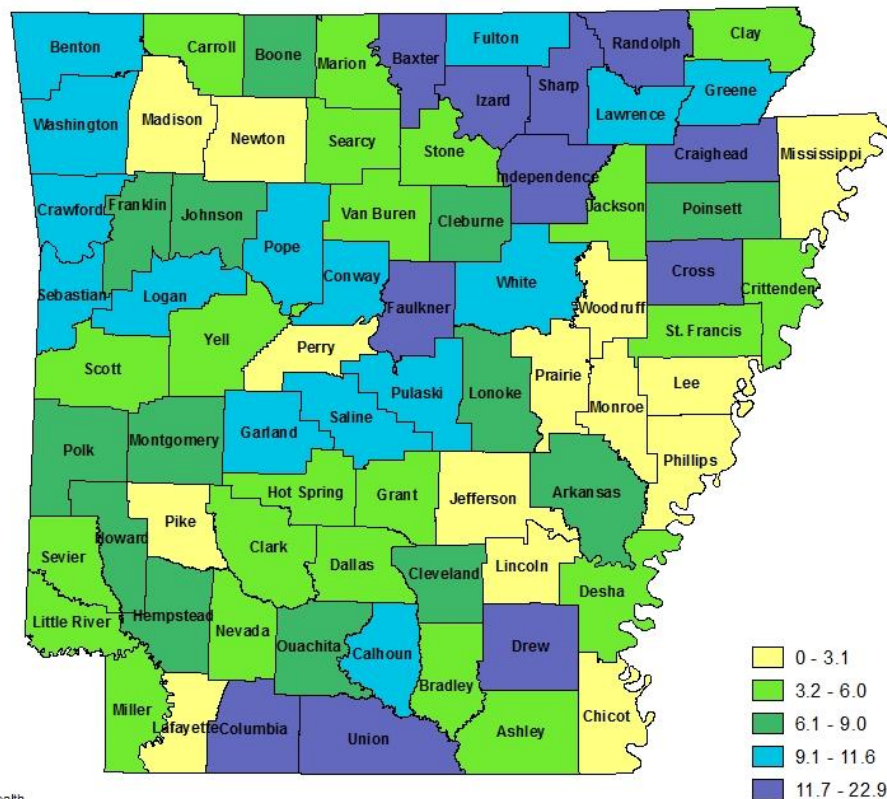 Benton
Carroll
Boone
Marion
Baxter
Fulton
Randolph
Clay
Izard
Sharp
Lawrence
Greene
Washington
Madison
Newton
Searcy
Stone
Independence
Craighead
Mississippi
Crawford
Franklin
Johnson
Pope
Van Buren
Cleburne
Jackson
Poinsett
Sebastian
Logan
Conway
Faulkner
White
Woodruff
Cross
Crittenden
Scott
Yell
Perry
Pulaski
Lonoke
Prairie
Monroe
St. Francis
Lee
Phillips
Polk
Montgomery
Garland
Saline
Hot Spring
Grant
Jefferson
Arkansas
Sevier
Howard
Pike
Clark
Dallas
Cleveland
Lincoln
Desha
Little River
Hempstead
Nevada
Ouachita
Calhoun
Bradley
Drew
Miller
Lafayette
Columbia
Union
Ashley
Chicot
0 - 3.1
3.2 - 6.0
6.1 - 9.0
9.1 - 11.6
11.7 - 22.9